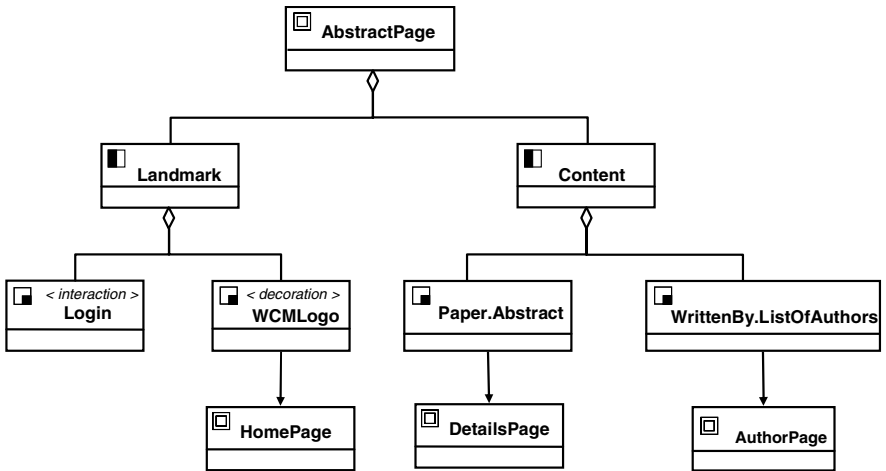 AbstractPage
Landmark
Content
< interaction >
Login
< decoration >
WCMLogo
Paper.Abstract
WrittenBy.ListOfAuthors
HomePage
DetailsPage
AuthorPage